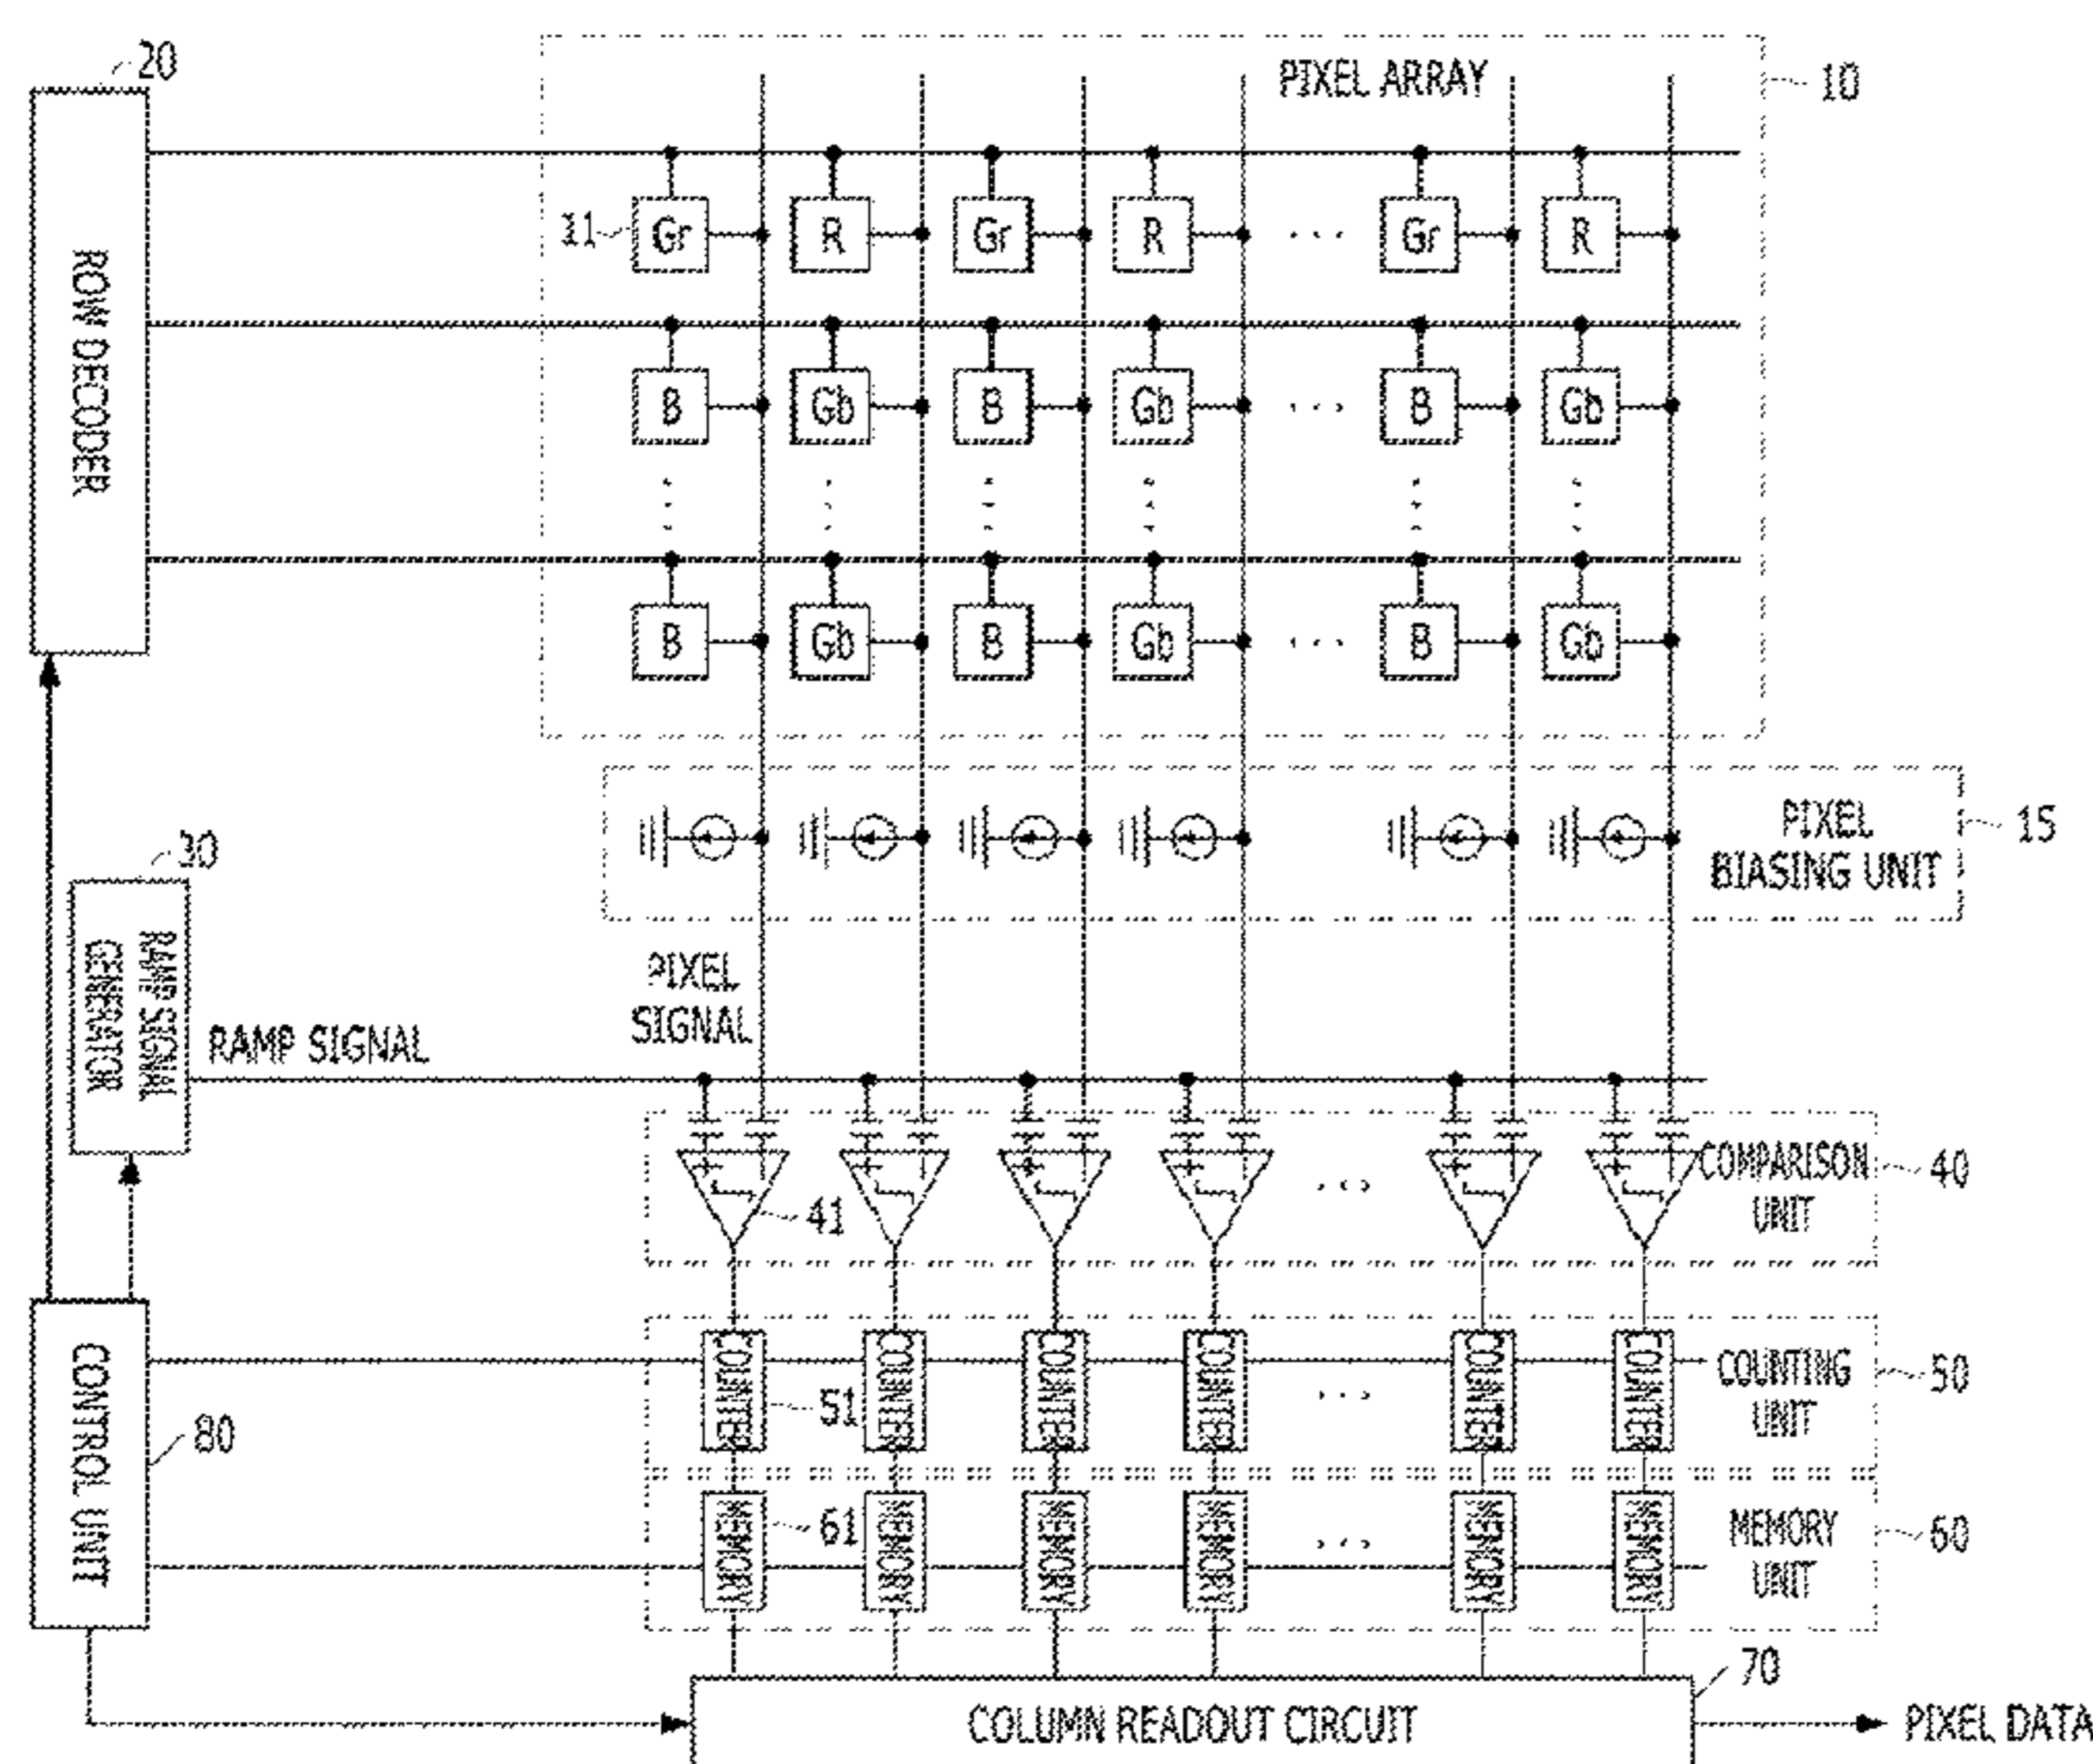 20
PIXEL ARRAY
10
ROW DECODER
11 Gr R Gr R ... Gr R
B Gb B Gb ... B Gb
B Gb B Gb ... B Gb
PIXEL
BIASING UNIT
15
30
RAMP SIGNAL
GENERATOR
PIXEL
SIGNAL
RAMP SIGNAL
+ - + - + - + - ... + - + -
COMPARISON
UNIT
40
41
CONTROL UNIT
80
COUNTER COUNTER COUNTER COUNTER ... COUNTER COUNTER
51
COUNTING
UNIT
50
MEMORY MEMORY MEMORY MEMORY ... MEMORY MEMORY
61
MEMORY
UNIT
60
70
COLUMN READOUT CIRCUIT
PIXEL DATA